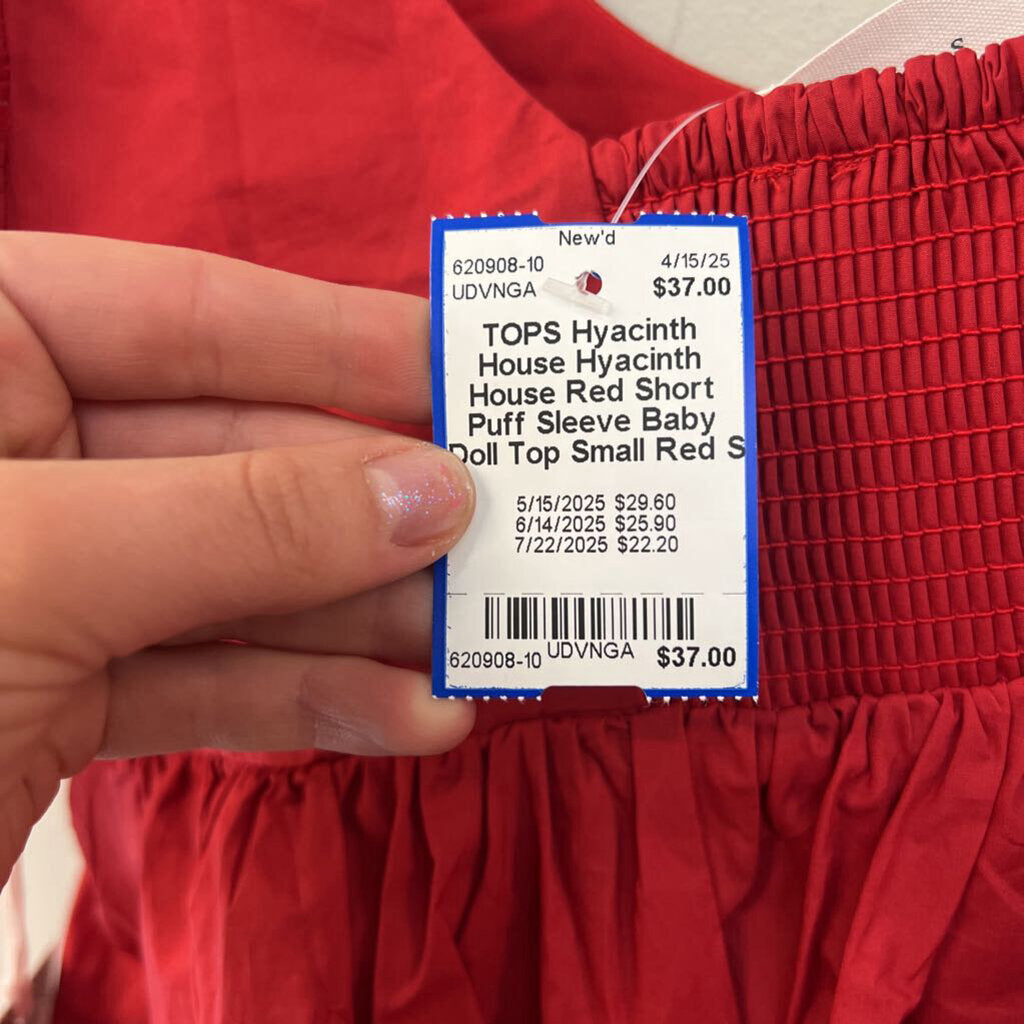 S
New'd
620908-10 4/15/25
UDVNGA $37.00
TOPS Hyacinth
House Hyacinth
House Red Short
Puff Sleeve Baby
Doll Top Small Red S
5/15/2025 $29.60
6/14/2025 $25.90
7/22/2025 $22.20
620908-10 UDVNGA $37.00